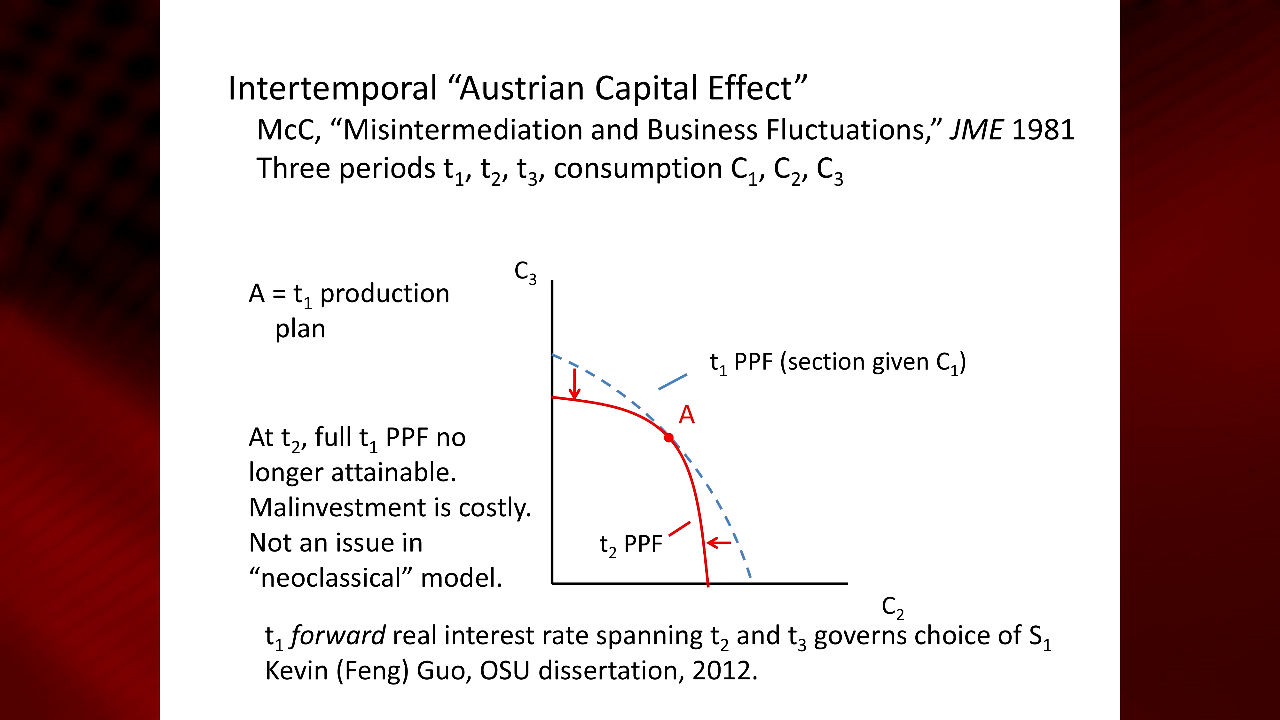 Intertemporal “Austrian Capital Effect”
McC, “Misintermediation and Business Fluctuations,” JME 1981
Three periods t₁, t₂, t₃, consumption C₁, C₂, C₃
C₃
A = t₁ production
plan
t₁ PPF (section given C₁)
A
At t₂, full t₁ PPF no
longer attainable.
Malinvestment is costly.
Not an issue in
“neoclassical” model.
t₂ PPF
C₂
t₁ forward real interest rate spanning t₂ and t₃ governs choice of S₁
Kevin (Feng) Guo, OSU dissertation, 2012.